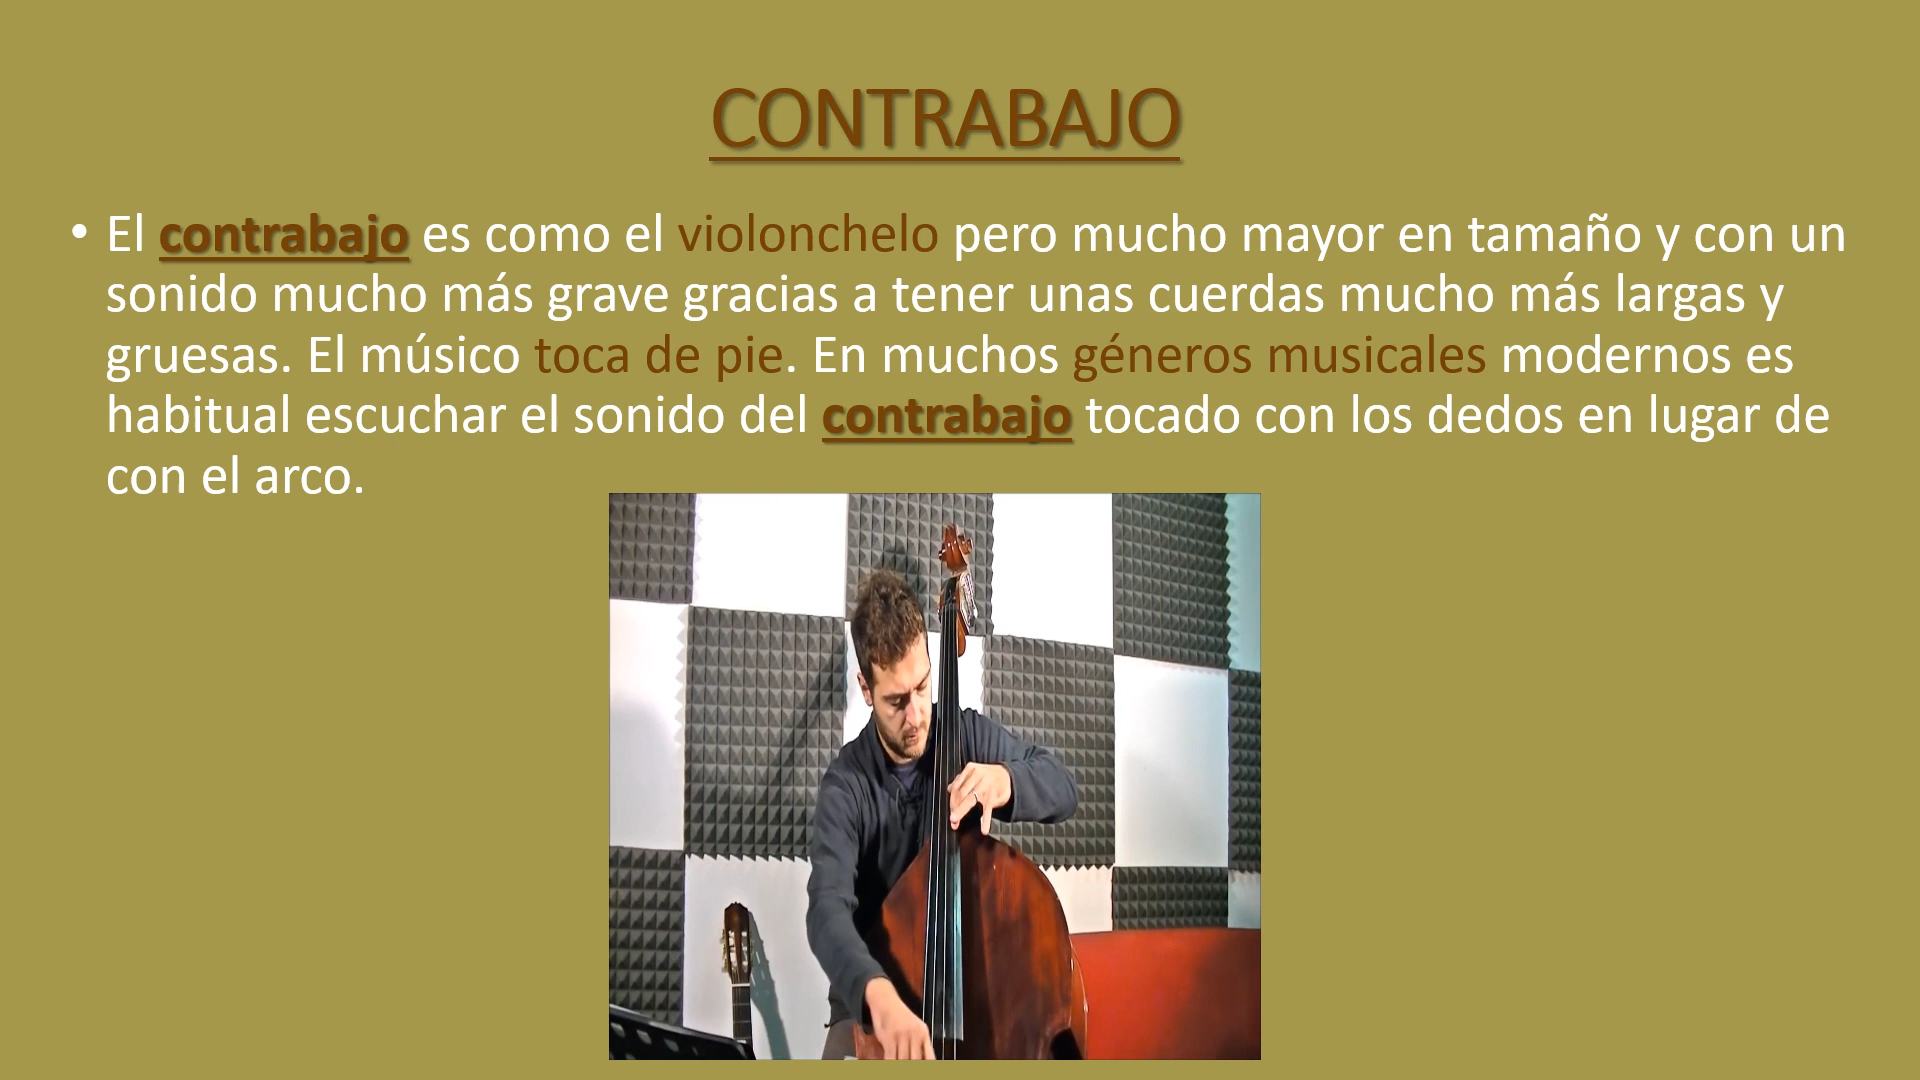 CONTRABAJO
• El contrabajo es como el violonchelo pero mucho mayor en tamaño y con un
sonido mucho más grave gracias a tener unas cuerdas mucho más largas y
gruesas. El músico toca de pie. En muchos géneros musicales modernos es
habitual escuchar el sonido del contrabajo tocado con los dedos en lugar de
con el arco.